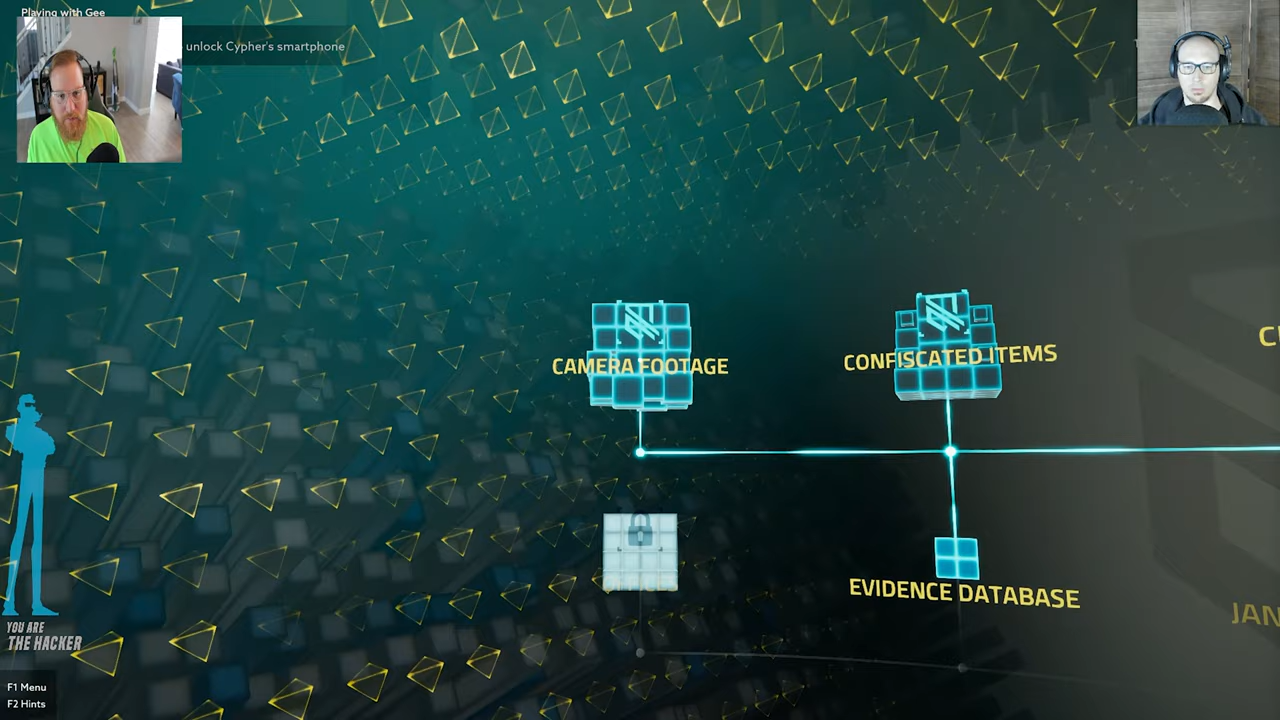 Playing with Gee
unlock Cypher's smartphone
CAMERA FOOTAGE
CONFISCATED ITEMS
EVIDENCE DATABASE
YOU ARE
THE HACKER
F1 Menu
F2 Hints